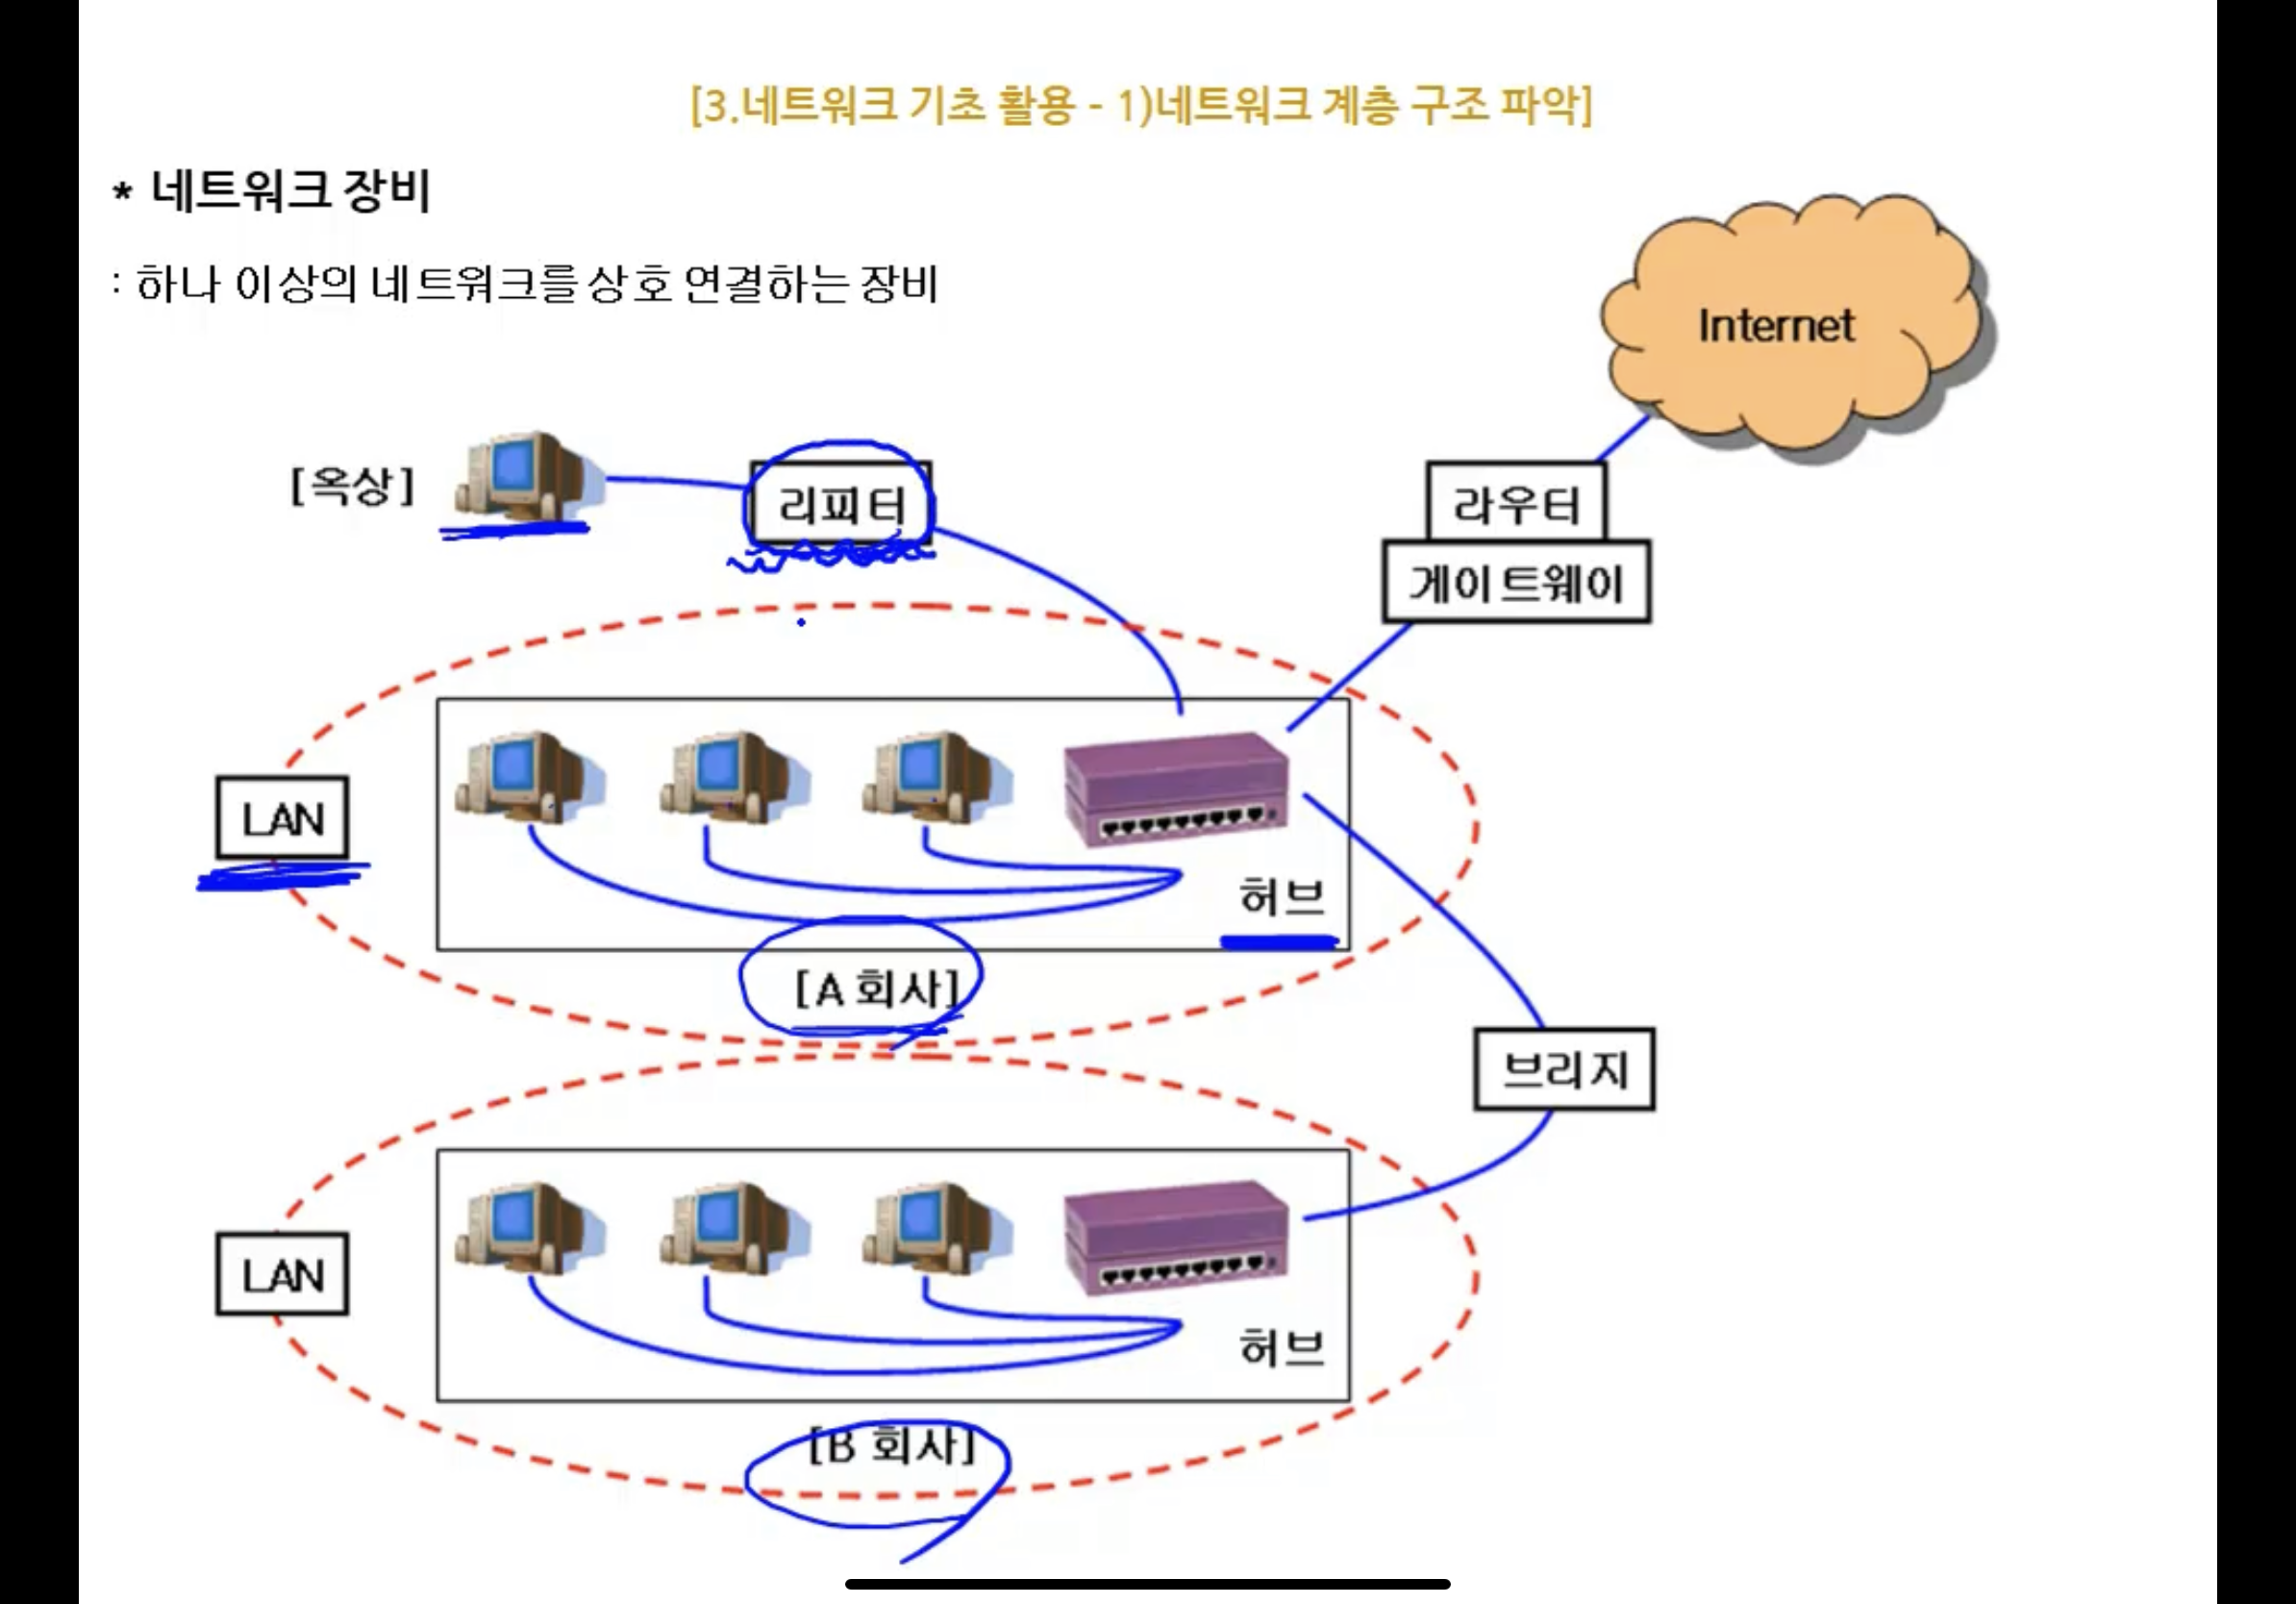 [3.네트워크 기초 활용 - 1)네트워크 계층 구조 파악]
* 네트워크 장비
: 하나 이상의 네트워크를 상호 연결하는 장비
Internet
[옥상]
리피터
라우터
게이트웨이
LAN
허브
[A 회사]
브리지
LAN
허브
[B 회사]